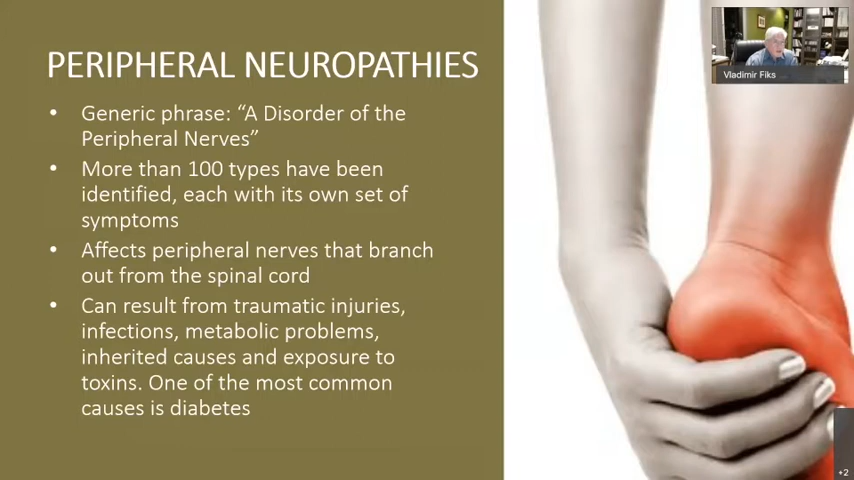 PERIPHERAL NEUROPATHIES
• Generic phrase: “A Disorder of the
Peripheral Nerves”
• More than 100 types have been
identified, each with its own set of
symptoms
• Affects peripheral nerves that branch
out from the spinal cord
• Can result from traumatic injuries,
infections, metabolic problems,
inherited causes and exposure to
toxins. One of the most common
causes is diabetes
Vladimir Fiks
+2